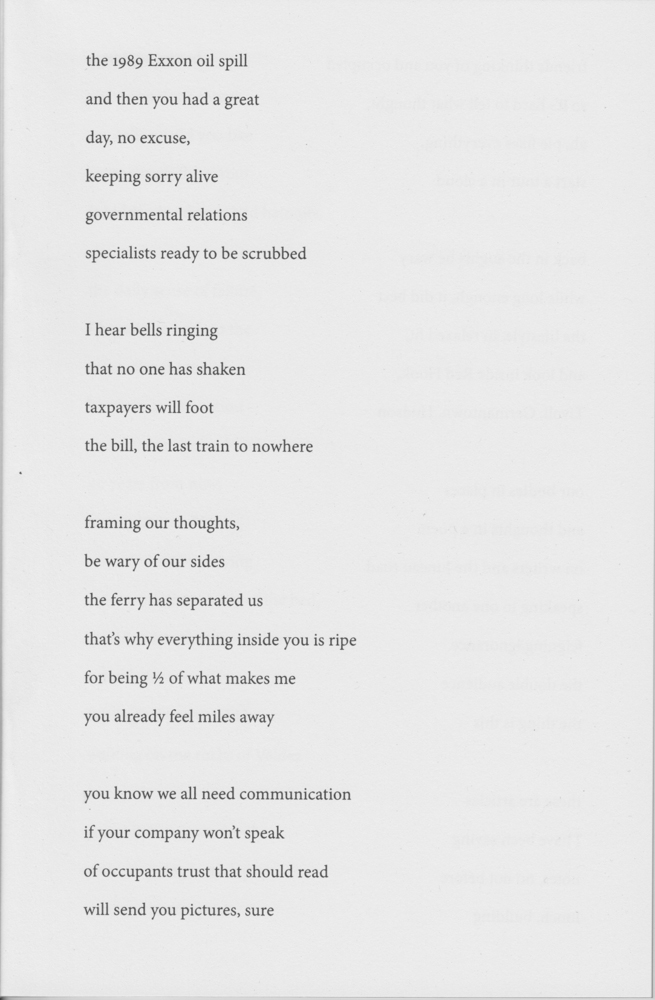 the 1989 Exxon oil spill
and then you had a great
day, no excuse,
keeping sorry alive
governmental relations
specialists ready to be scrubbed
I hear bells ringing
that no one has shaken
taxpayers will foot
the bill, the last train to nowhere
framing our thoughts,
be wary of our sides
the ferry has separated us
that's why everything inside you is ripe
for being ½ of what makes me
you already feel miles away
you know we all need communication
if your company won't speak
of occupants trust that should read
will send you pictures, sure